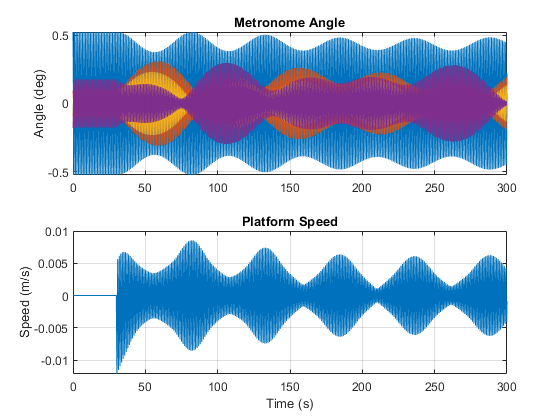 Metronome Angle
0.5
0
-0.5
Angle (deg)
0 50 100 150 200 250 300
Platform Speed
0.01
0.005
0
-0.005
-0.01
Speed (m/s)
0 50 100 150 200 250 300
Time (s)